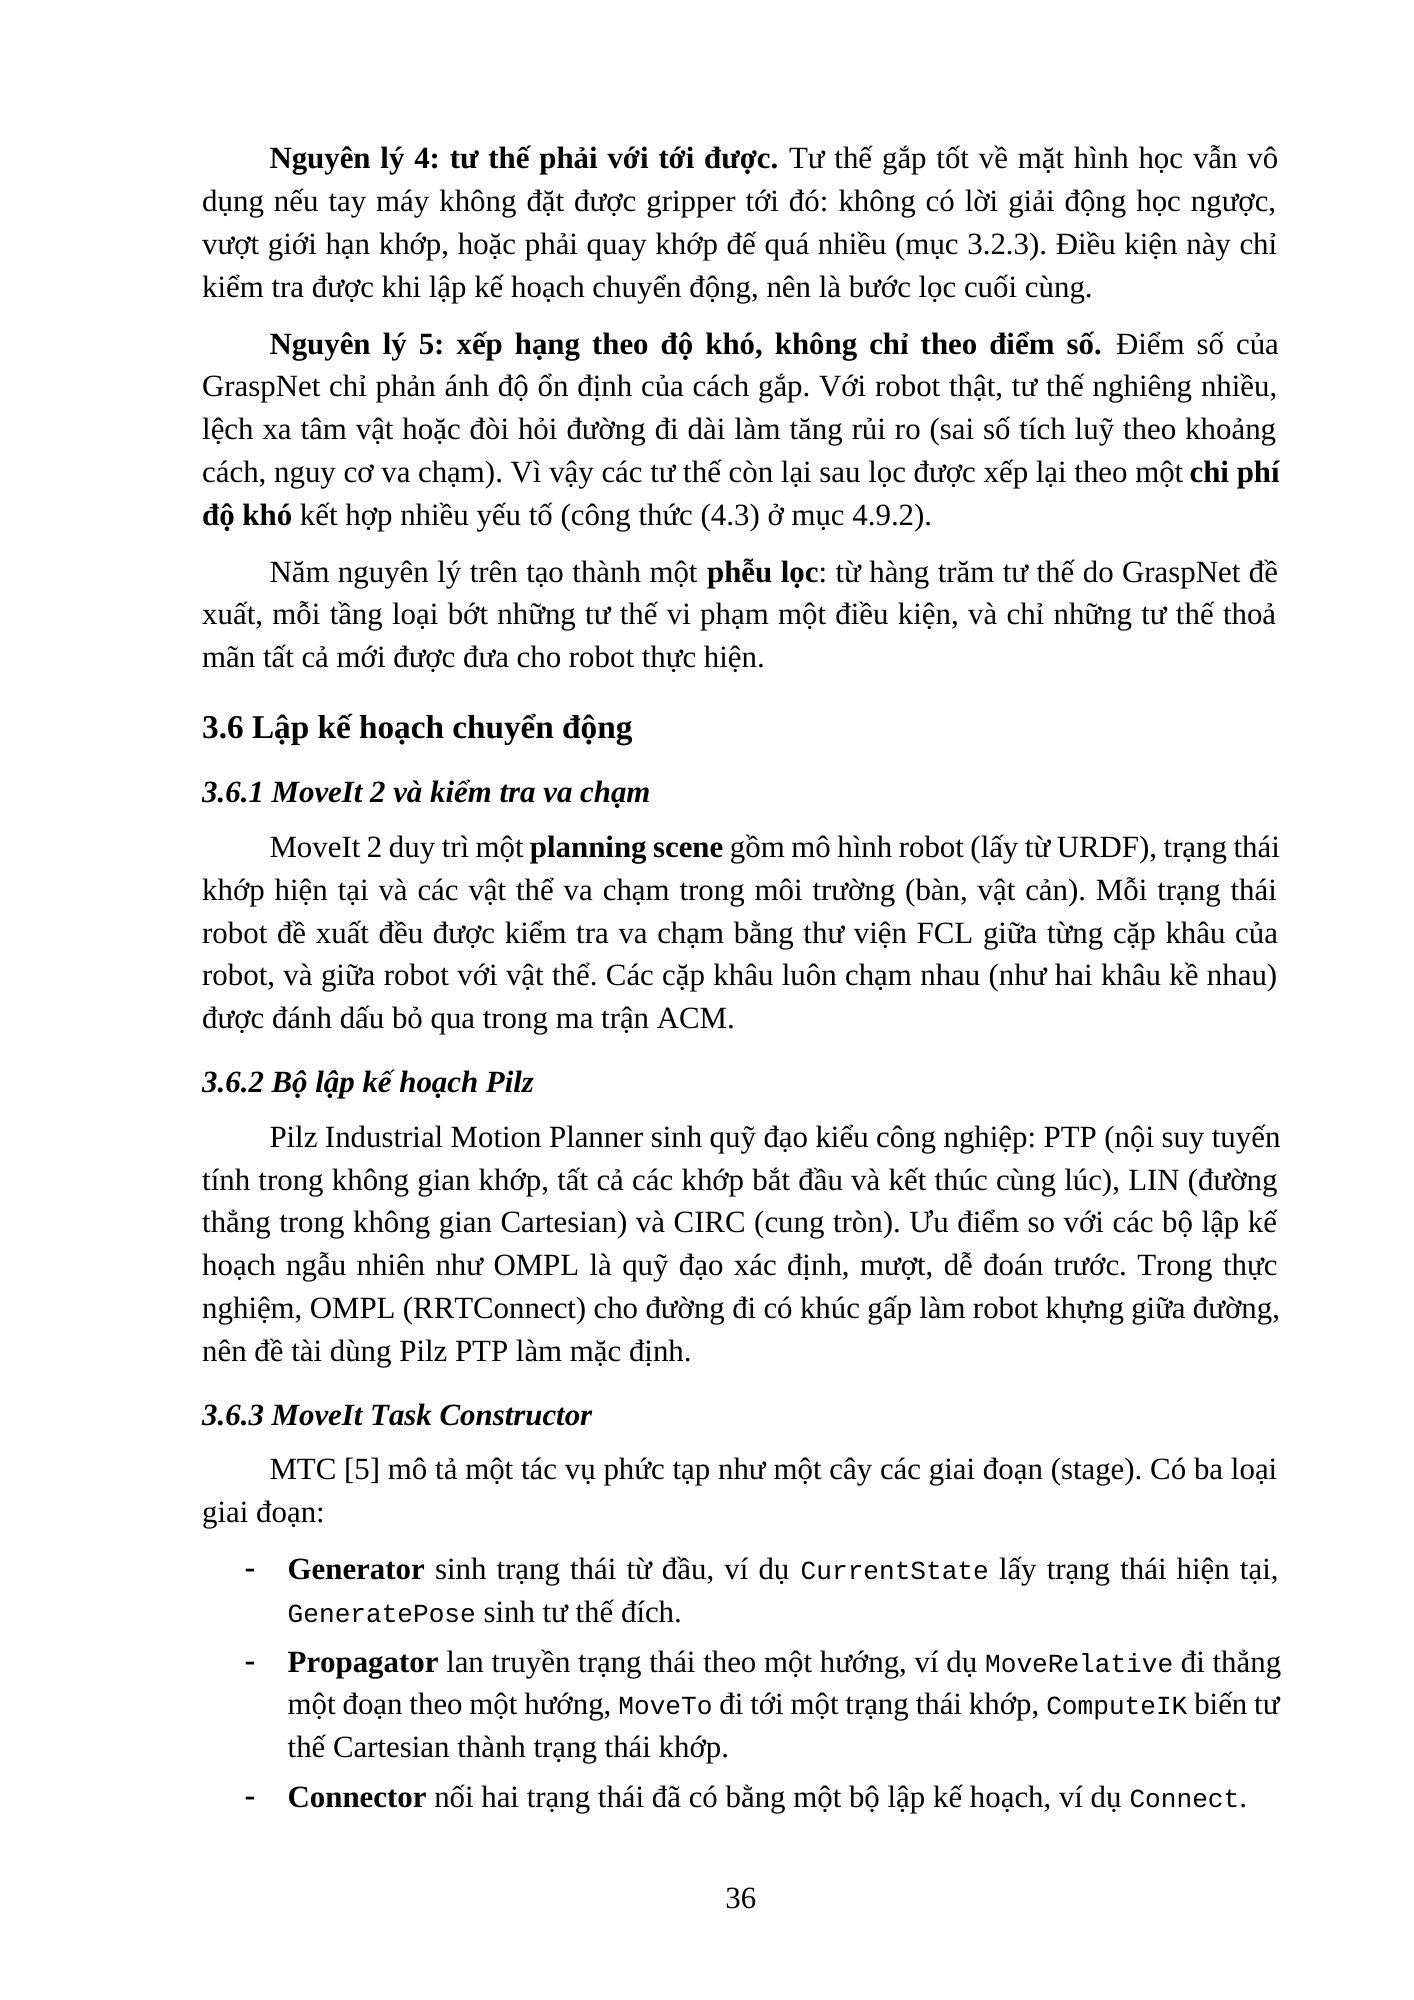 Nguyên lý 4: tư thế phải với tới được. Tư thế gắp tốt về mặt hình học vẫn vô
dụng nếu tay máy không đặt được gripper tới đó: không có lời giải động học ngược,
vượt giới hạn khớp, hoặc phải quay khớp đế quá nhiều (mục 3.2.3). Điều kiện này chỉ
kiểm tra được khi lập kế hoạch chuyển động, nên là bước lọc cuối cùng.
Nguyên lý 5: xếp hạng theo độ khó, không chỉ theo điểm số. Điểm số của
GraspNet chỉ phản ánh độ ổn định của cách gắp. Với robot thật, tư thế nghiêng nhiều,
lệch xa tâm vật hoặc đòi hỏi đường đi dài làm tăng rủi ro (sai số tích luỹ theo khoảng
cách, nguy cơ va chạm). Vì vậy các tư thế còn lại sau lọc được xếp lại theo một chi phí
độ khó kết hợp nhiều yếu tố (công thức (4.3) ở mục 4.9.2).
Năm nguyên lý trên tạo thành một phễu lọc: từ hàng trăm tư thế do GraspNet đề
xuất, mỗi tầng loại bớt những tư thế vi phạm một điều kiện, và chỉ những tư thế thoả
mãn tất cả mới được đưa cho robot thực hiện.
3.6 Lập kế hoạch chuyển động
3.6.1 MoveIt 2 và kiểm tra va chạm
MoveIt 2 duy trì một planning scene gồm mô hình robot (lấy từ URDF), trạng thái
khớp hiện tại và các vật thể va chạm trong môi trường (bàn, vật cản). Mỗi trạng thái
robot đề xuất đều được kiểm tra va chạm bằng thư viện FCL giữa từng cặp khâu của
robot, và giữa robot với vật thể. Các cặp khâu luôn chạm nhau (như hai khâu kề nhau)
được đánh dấu bỏ qua trong ma trận ACM.
3.6.2 Bộ lập kế hoạch Pilz
Pilz Industrial Motion Planner sinh quỹ đạo kiểu công nghiệp: PTP (nội suy tuyến
tính trong không gian khớp, tất cả các khớp bắt đầu và kết thúc cùng lúc), LIN (đường
thẳng trong không gian Cartesian) và CIRC (cung tròn). Ưu điểm so với các bộ lập kế
hoạch ngẫu nhiên như OMPL là quỹ đạo xác định, mượt, dễ đoán trước. Trong thực
nghiệm, OMPL (RRTConnect) cho đường đi có khúc gấp làm robot khựng giữa đường,
nên đề tài dùng Pilz PTP làm mặc định.
3.6.3 MoveIt Task Constructor
MTC [5] mô tả một tác vụ phức tạp như một cây các giai đoạn (stage). Có ba loại
giai đoạn:
- Generator sinh trạng thái từ đầu, ví dụ CurrentState lấy trạng thái hiện tại,
GeneratePose sinh tư thế đích.
- Propagator lan truyền trạng thái theo một hướng, ví dụ MoveRelative đi thẳng
một đoạn theo một hướng, MoveTo đi tới một trạng thái khớp, ComputeIK biến tư
thế Cartesian thành trạng thái khớp.
- Connector nối hai trạng thái đã có bằng một bộ lập kế hoạch, ví dụ Connect.
36